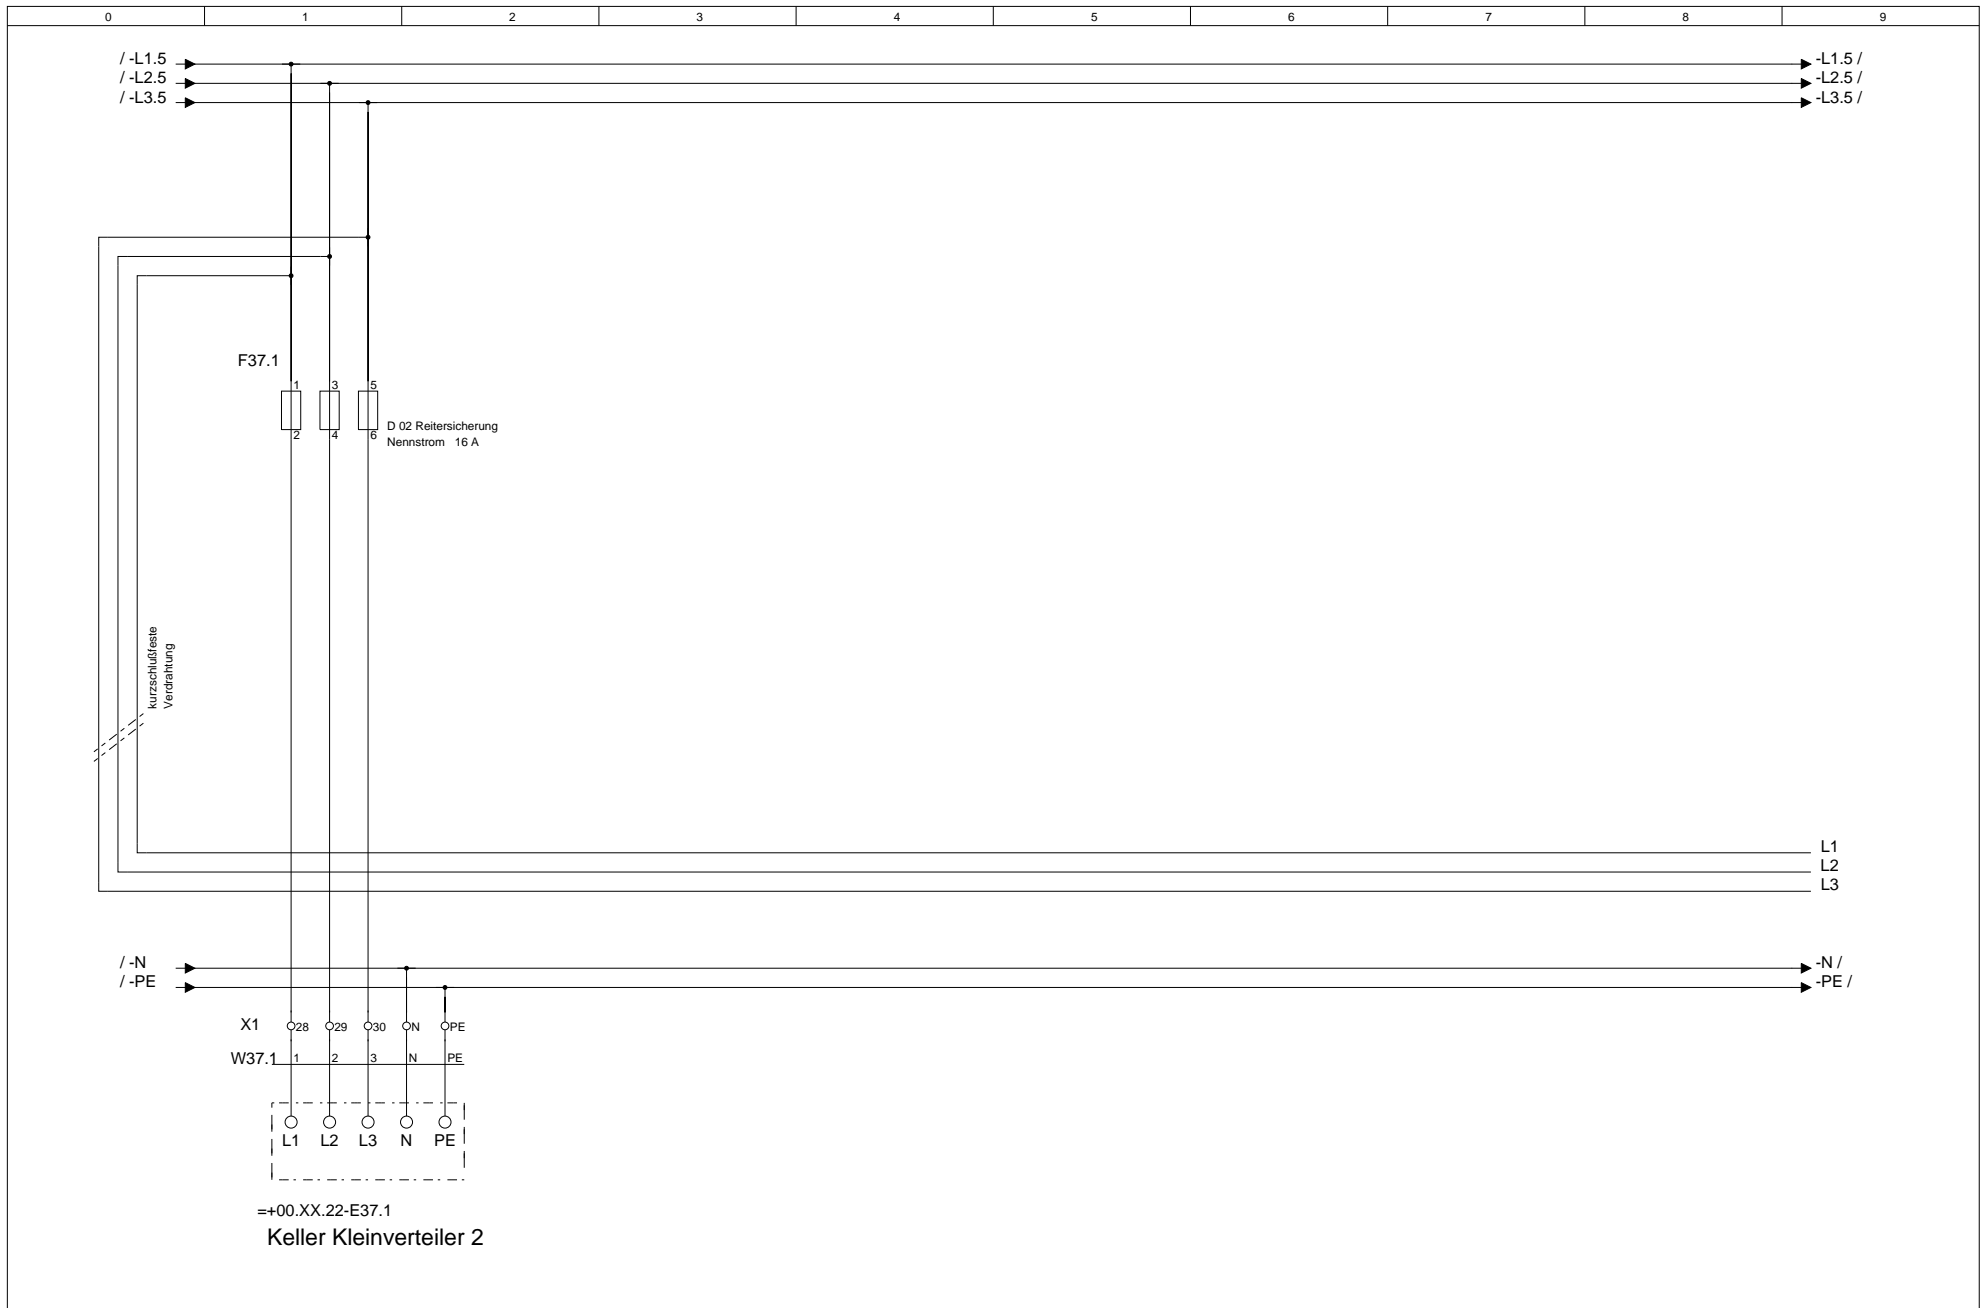 0 1 2 3 4 5 6 7 8 9
/ -L1.5 -L1.5 /
/ -L2.5 -L2.5 /
/ -L3.5 -L3.5 /
F37.1
1 3 5
2 4 6
D 02 Reitersicherung
Nennstrom 16 A
kurzschlußfeste
Verdrahtung
L1
L2
L3
/ -N -N /
/ -PE -PE /
X1 28 29 30 N PE
W37.1 1 2 3 N PE
L1 L2 L3 N PE
=+00.XX.22-E37.1
Keller Kleinverteiler 2